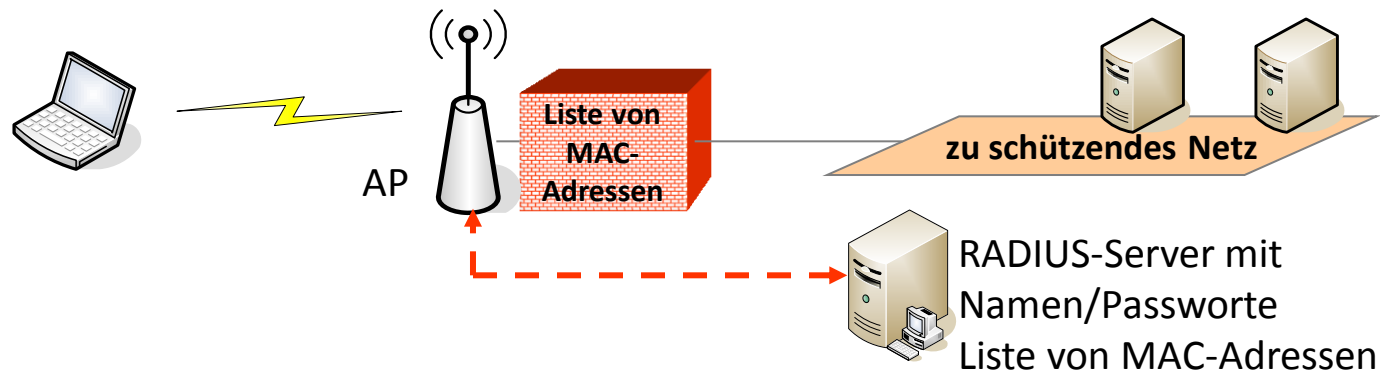 Liste von
MAC-
Adressen
AP
zu schützendes Netz
RADIUS-Server mit
Namen/Passworte
Liste von MAC-Adressen